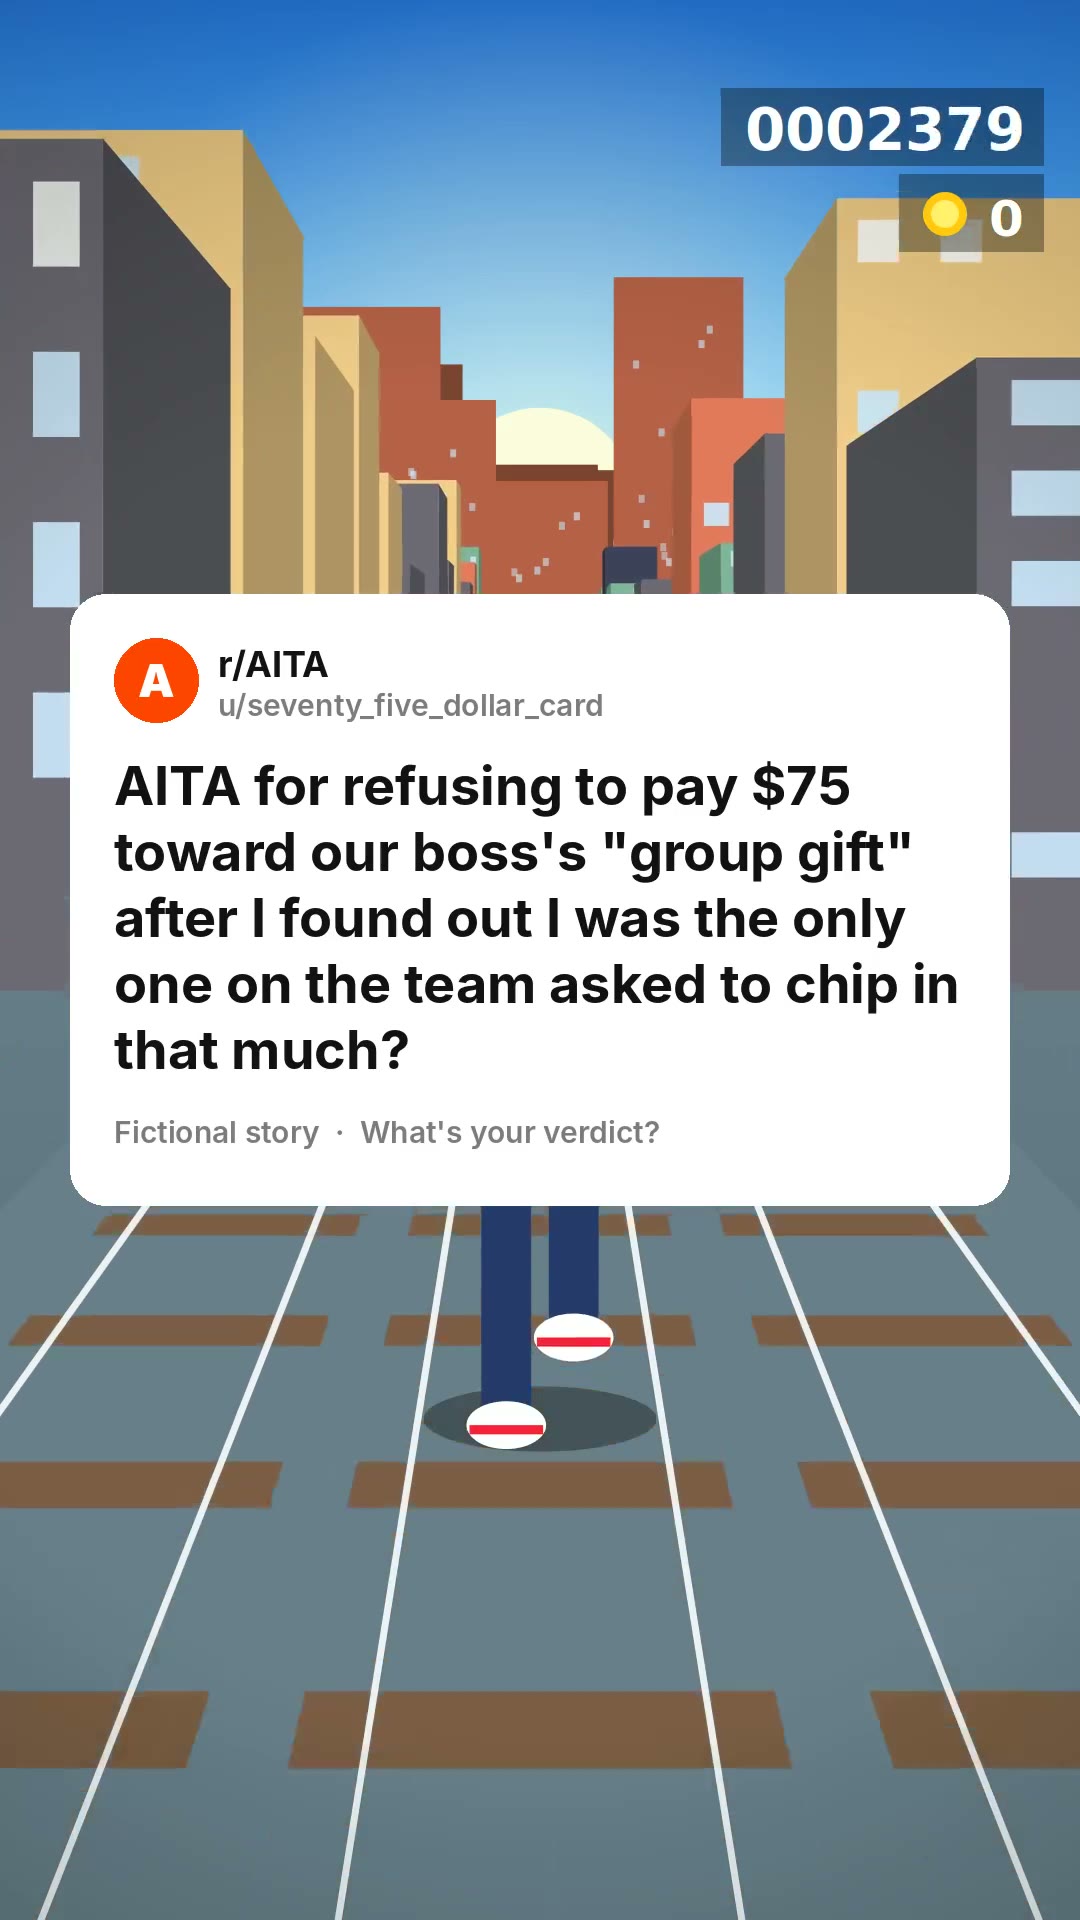 0002379
0
A
r/AITA
u/seventy_five_dollar_card
AITA for refusing to pay $75
toward our boss's "group gift"
after I found out I was the only
one on the team asked to chip in
that much?
Fictional story · What's your verdict?